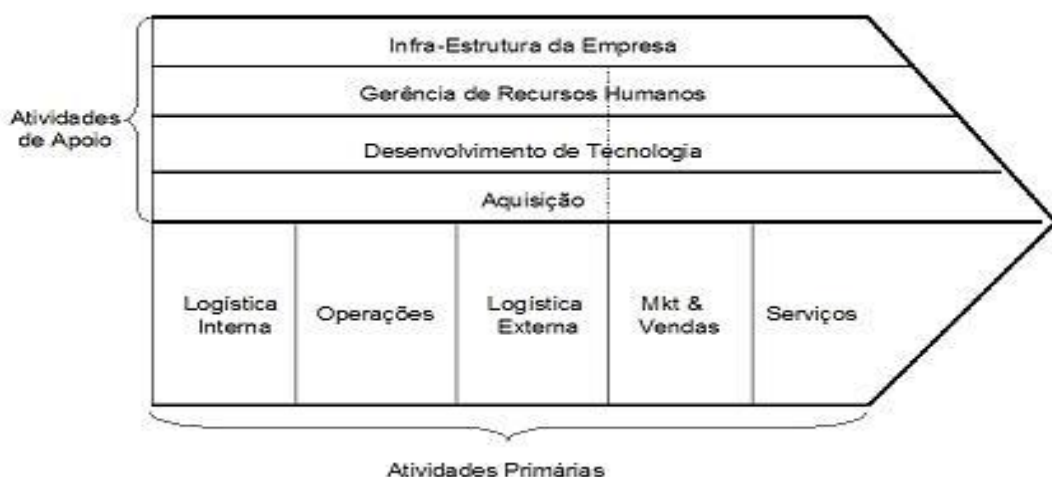 Infra-Estrutura da Empresa
Gerência de Recursos Humanos
Atividades
de Apoio
Desenvolvimento de Tecnologia
Aquisição
Logística
Interna
Operações
Logística
Externa
Mkt &
Vendas
Serviços
Atividades Primárias